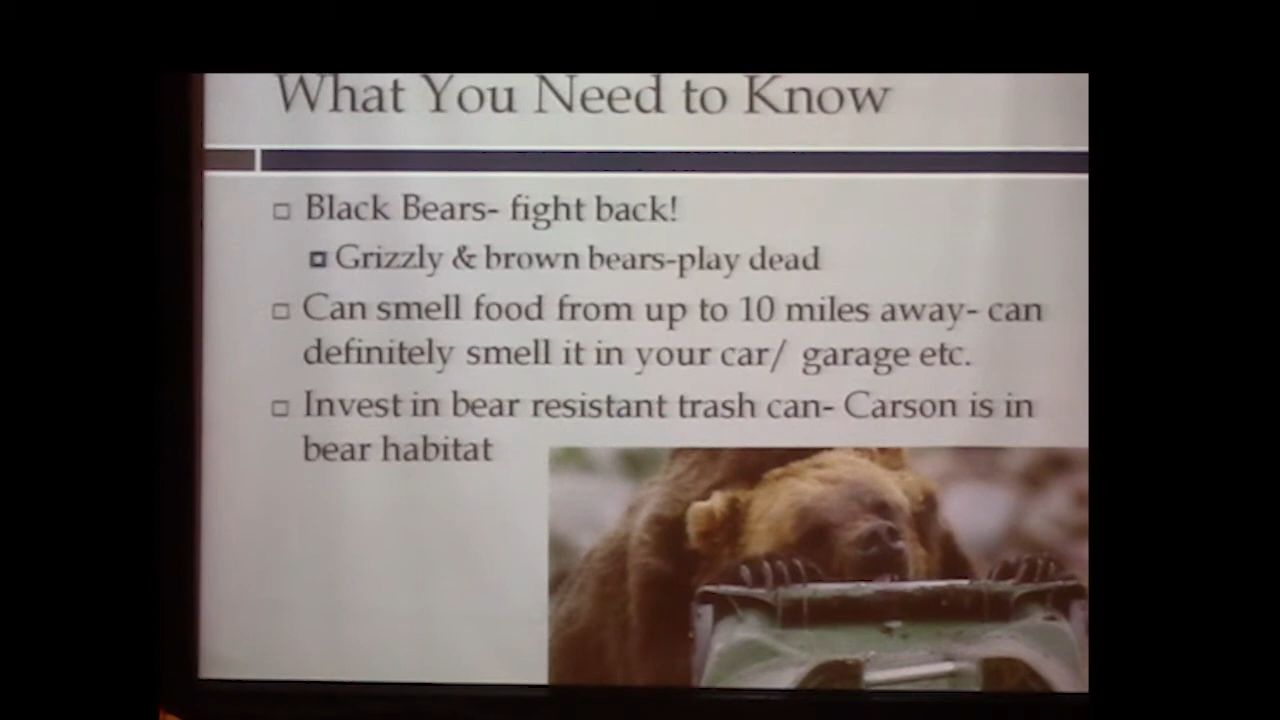 What You Need to Know
Black Bears- fight back!
Grizzly & brown bears-play dead
Can smell food from up to 10 miles away- can
definitely smell it in your car/ garage etc.
Invest in bear resistant trash can- Carson is in
bear habitat